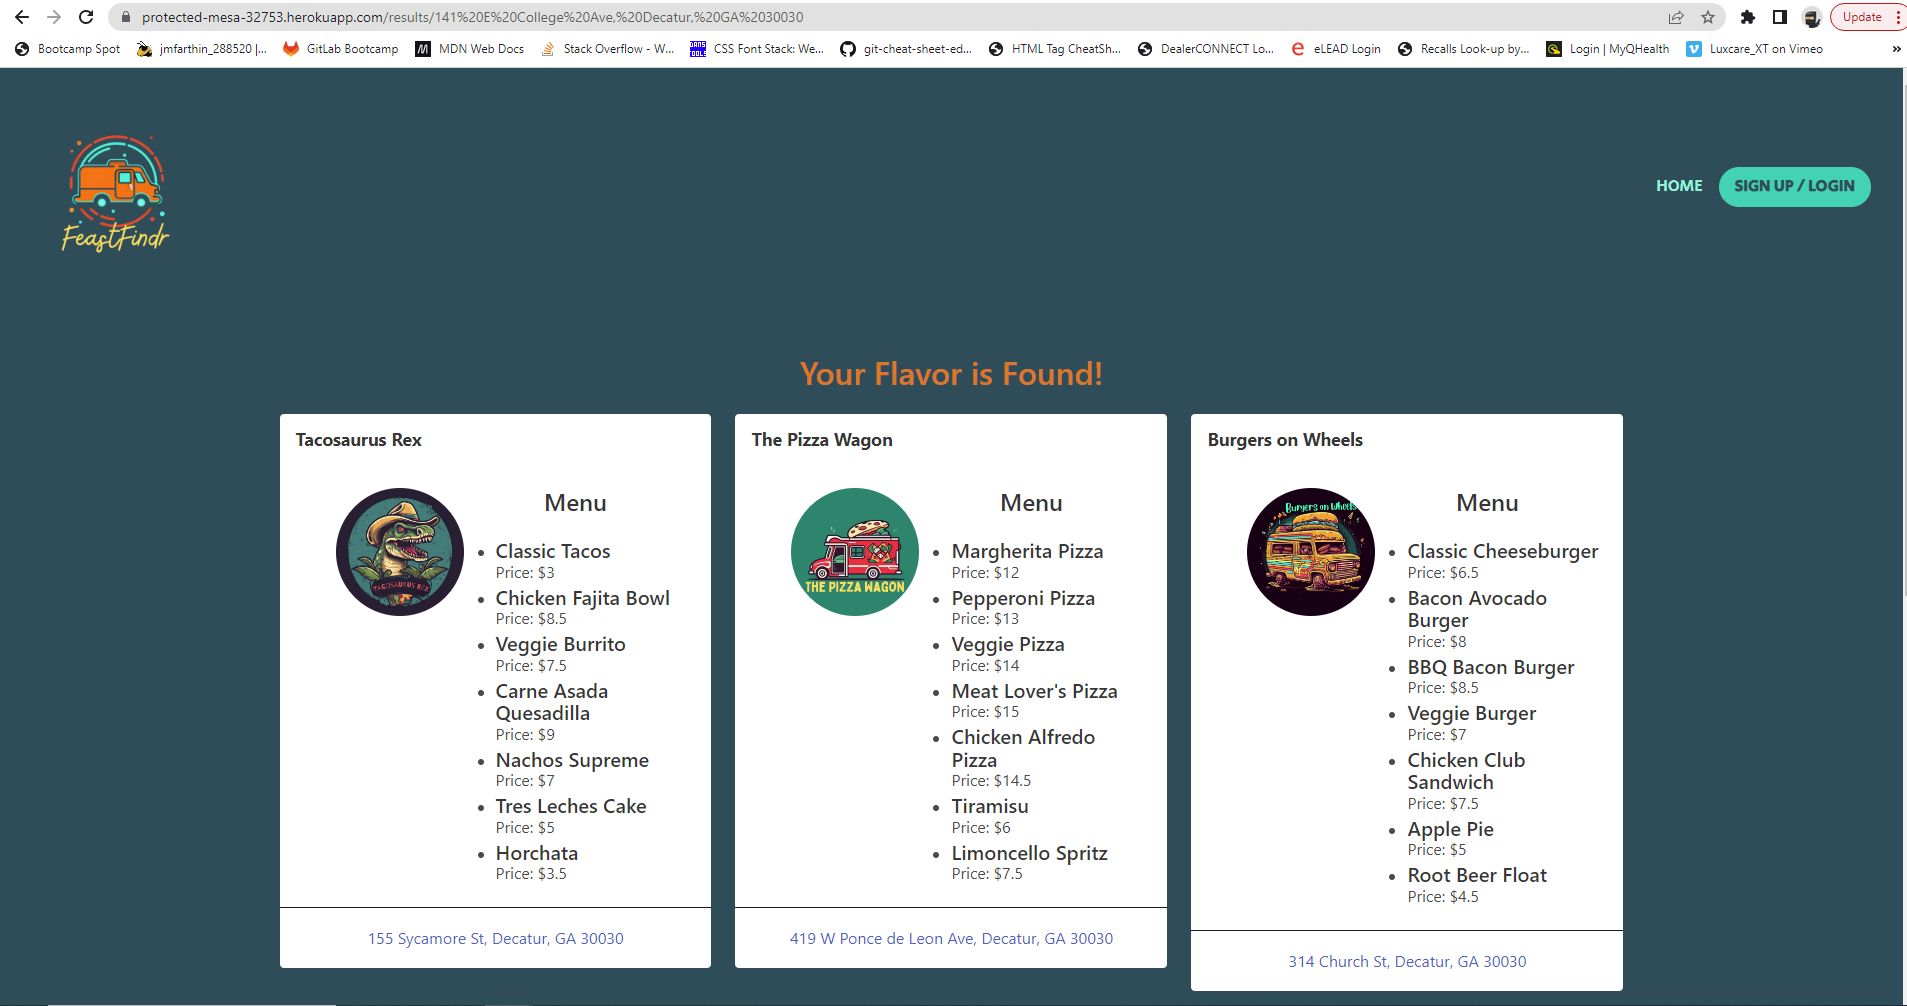 protected-mesa-32753.herokuapp.com/results/141%20E%20College%20Ave,%20Decatur,%20GA%2030030
Update
Bootcamp Spot
jmfarthin_288520 |...
GitLab Bootcamp
MDN Web Docs
Stack Overflow - W...
CSS Font Stack: We...
git-cheat-sheet-ed...
HTML Tag CheatSh...
DealerCONNECT Lo...
eLEAD Login
Recalls Look-up by...
Login | MyQHealth
Luxcare_XT on Vimeo
»
FeastFindr
HOME
SIGN UP / LOGIN
Your Flavor is Found!
Tacosaurus Rex
TACOSAURUS REX
Menu
Classic Tacos
Price: $3
Chicken Fajita Bowl
Price: $8.5
Veggie Burrito
Price: $7.5
Carne Asada
Quesadilla
Price: $9
Nachos Supreme
Price: $7
Tres Leches Cake
Price: $5
Horchata
Price: $3.5
155 Sycamore St, Decatur, GA 30030
The Pizza Wagon
THE PIZZA WAGON
Menu
Margherita Pizza
Price: $12
Pepperoni Pizza
Price: $13
Veggie Pizza
Price: $14
Meat Lover's Pizza
Price: $15
Chicken Alfredo
Pizza
Price: $14.5
Tiramisu
Price: $6
Limoncello Spritz
Price: $7.5
419 W Ponce de Leon Ave, Decatur, GA 30030
Burgers on Wheels
Burgers on Wheels
Menu
Classic Cheeseburger
Price: $6.5
Bacon Avocado
Burger
Price: $8
BBQ Bacon Burger
Price: $8.5
Veggie Burger
Price: $7
Chicken Club
Sandwich
Price: $7.5
Apple Pie
Price: $5
Root Beer Float
Price: $4.5
314 Church St, Decatur, GA 30030